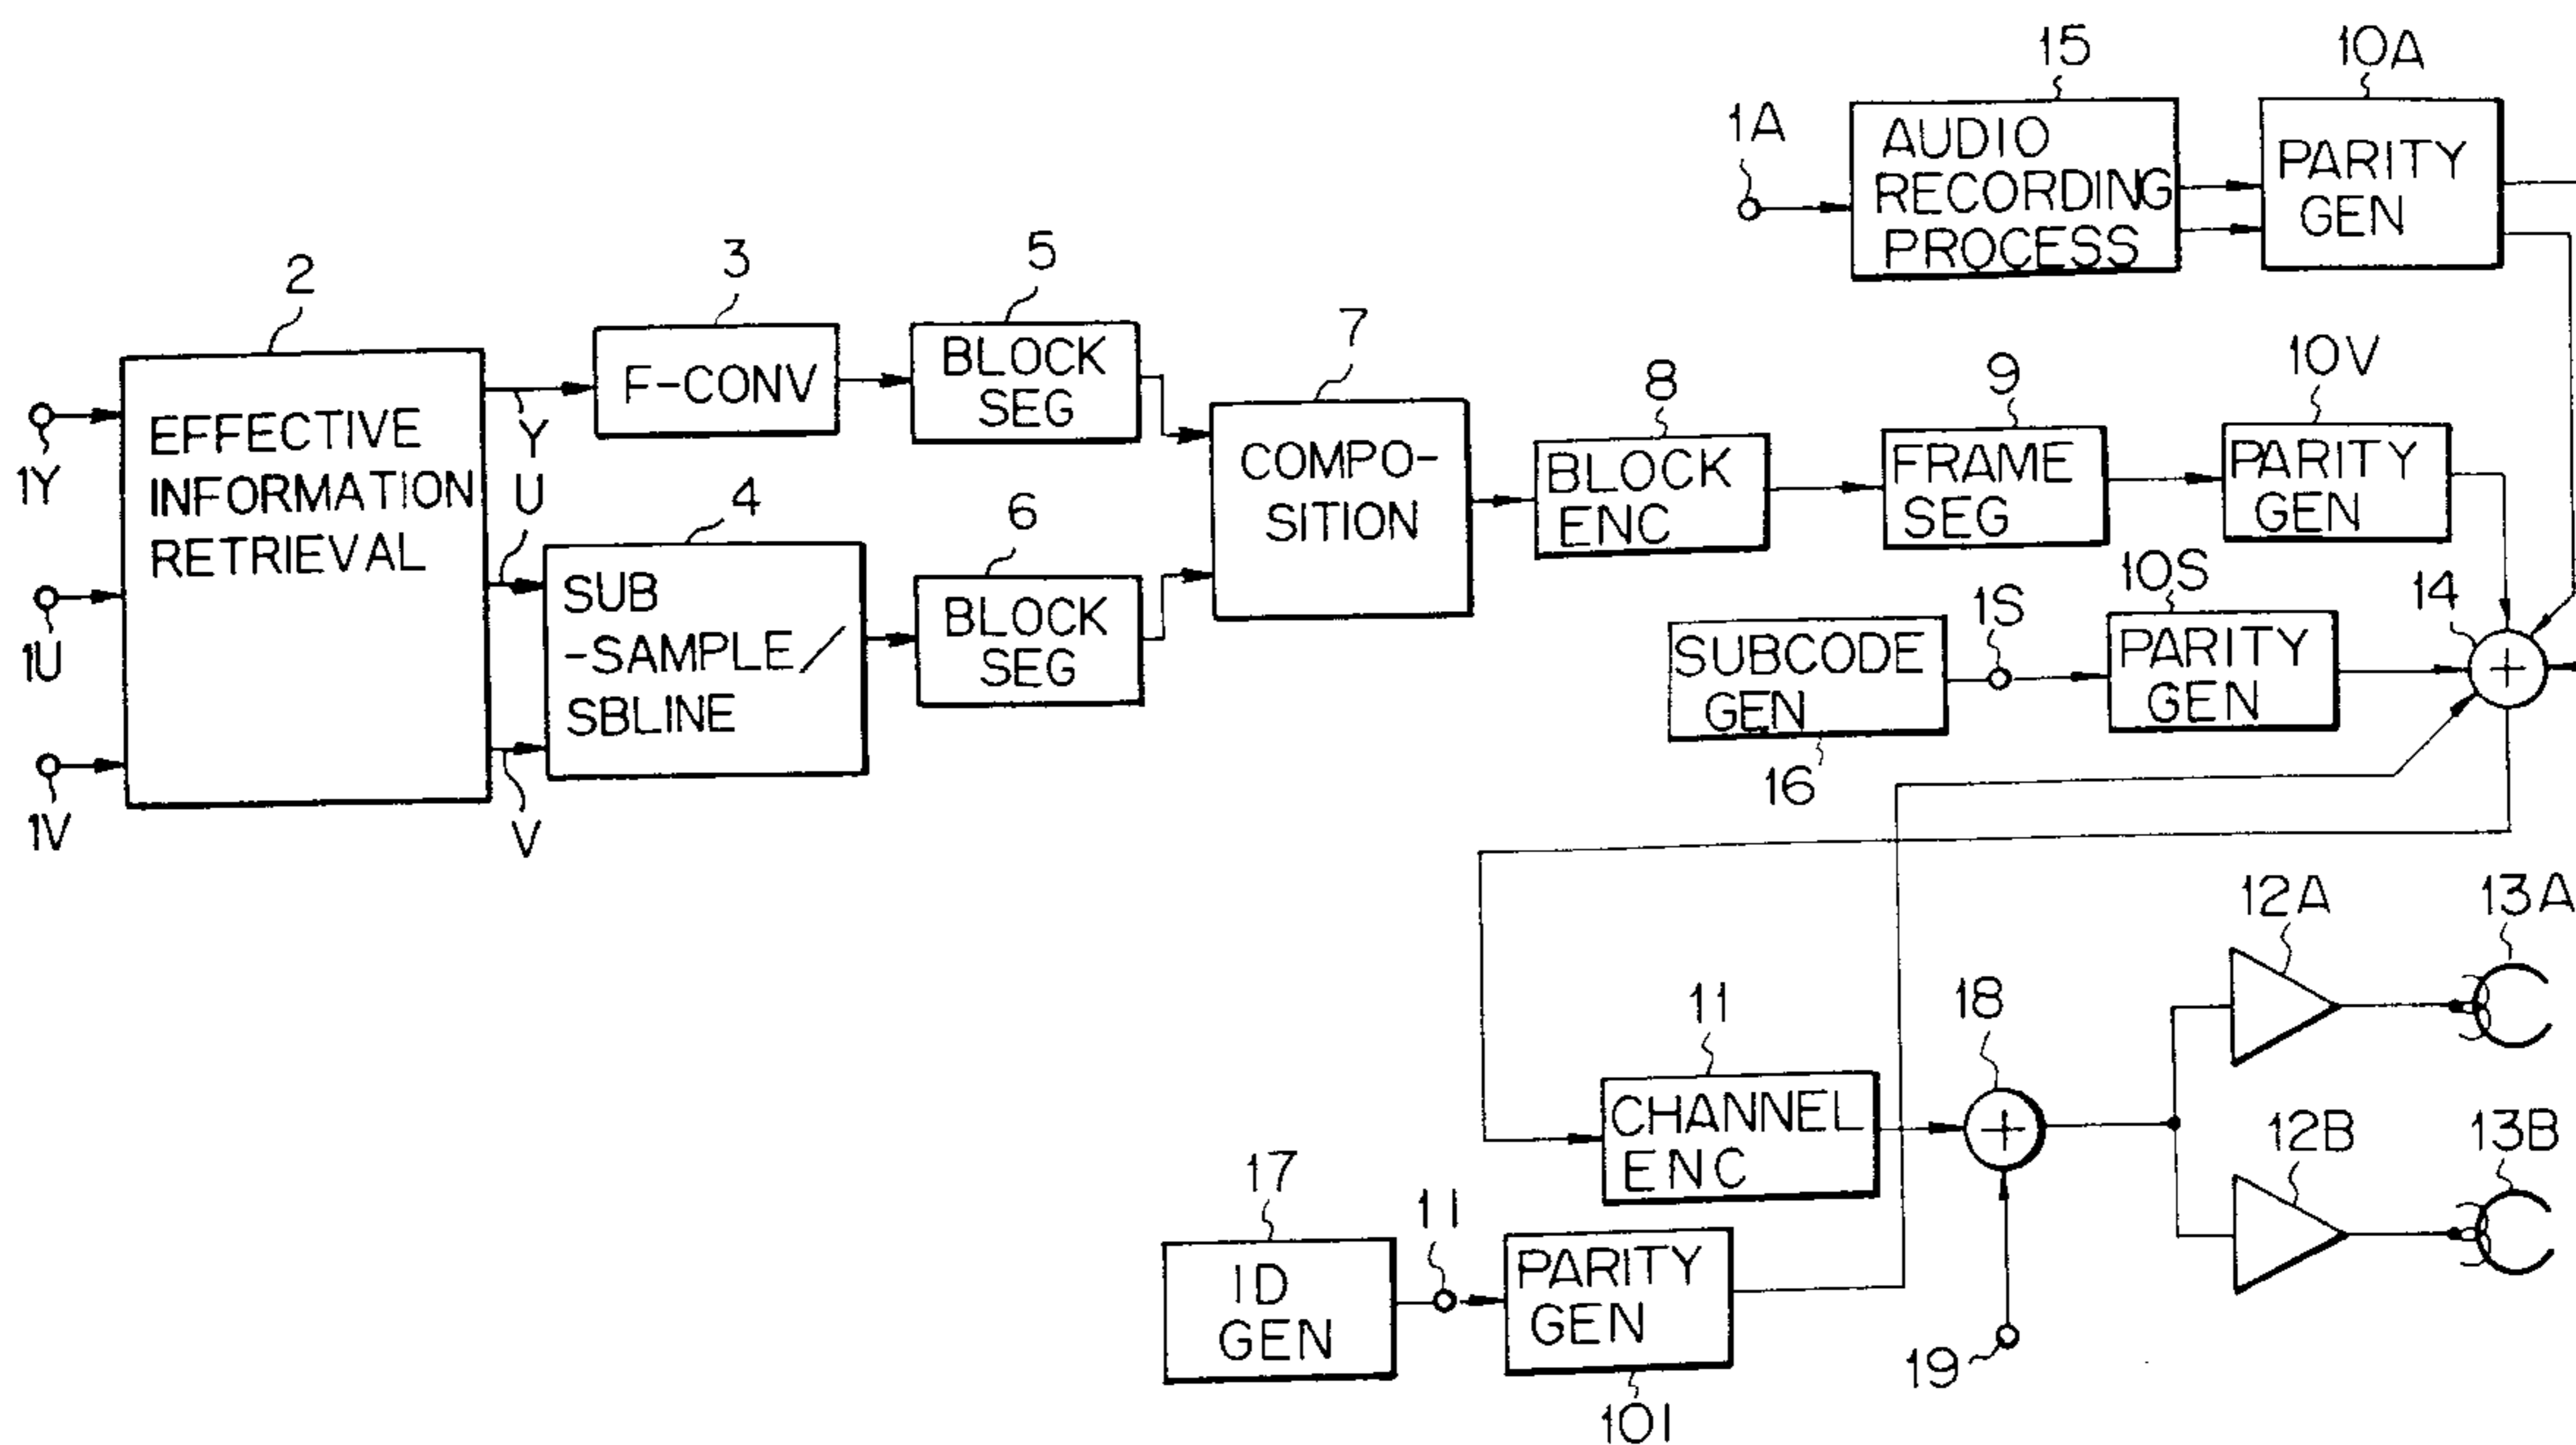 15
10A
1A
AUDIO
RECORDING
PROCESS
PARITY
GEN
2
3
5
7
1Y
1U
1V
EFFECTIVE
INFORMATION
RETRIEVAL
Y
U
V
F-CONV
BLOCK
SEG
4
SUB
-SAMPLE/
SBLINE
6
BLOCK
SEG
COMPO-
SITION
8
BLOCK
ENC
9
FRAME
SEG
10V
PARITY
GEN
SUBCODE
GEN
16
1S
10S
PARITY
GEN
14
+
11
CHANNEL
ENC
18
+
19
12A
13A
12B
13B
17
ID
GEN
11
PARITY
GEN
101